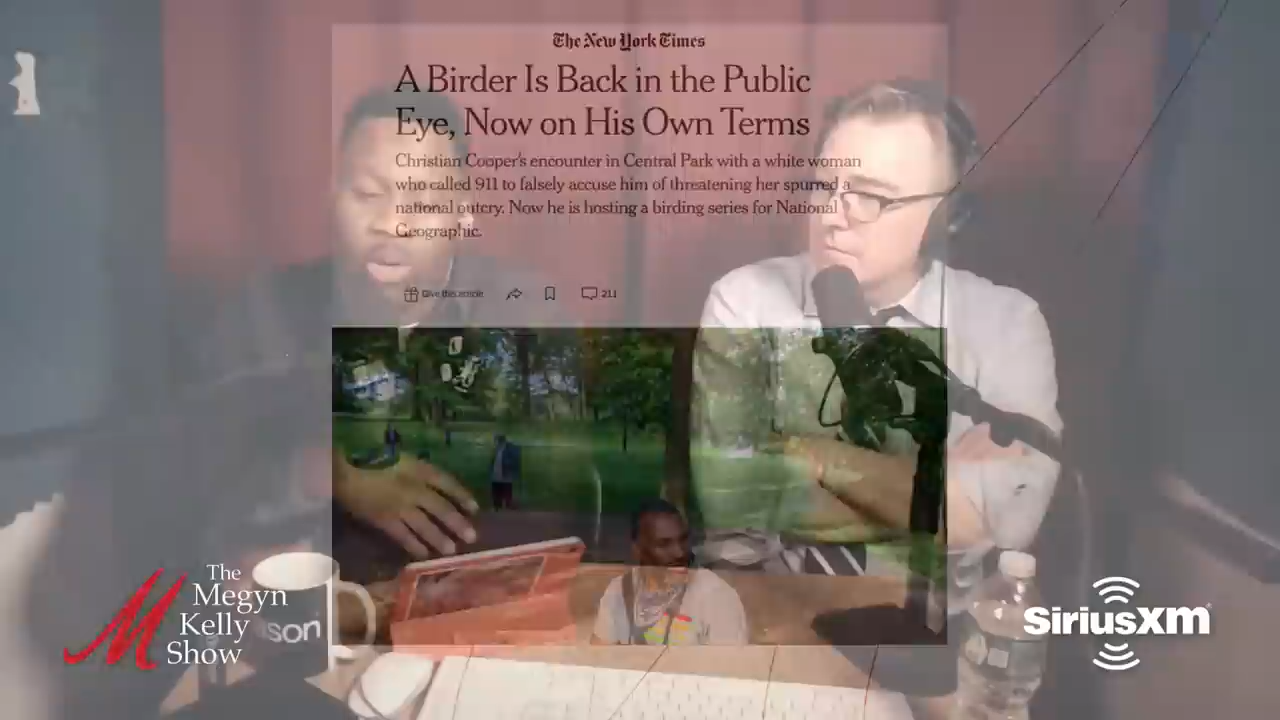 The New York Times
A Birder Is Back in the Public
Eye, Now on His Own Terms
Christian Cooper's encounter in Central Park with a white woman
who called 911 to falsely accuse him of threatening her spurred a
national outcry. Now he is hosting a birding series for National
Geographic.
Give this article
211
The
Megyn
Kelly
Show
son
SiriusXM